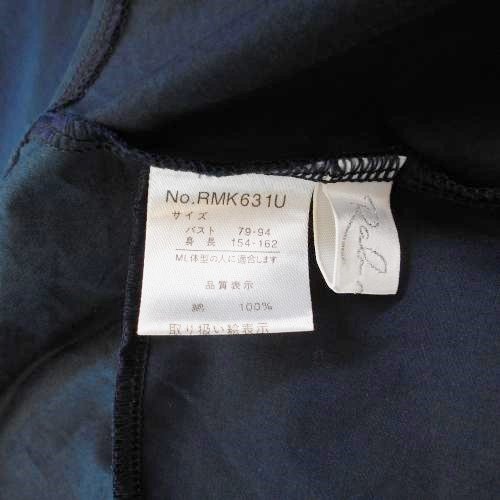 No.RMK631U
サイズ
バスト 79-94
身長 154-162
ML体型の人に適合します
品質表示
綿 100%
取り扱い絵表示